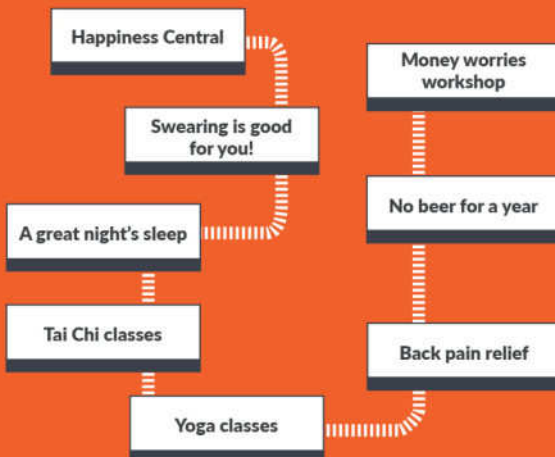 Happiness Central
Swearing is good
for you!
A great night's sleep
Tai Chi classes
Yoga classes
Back pain relief
No beer for a year
Money worries
workshop